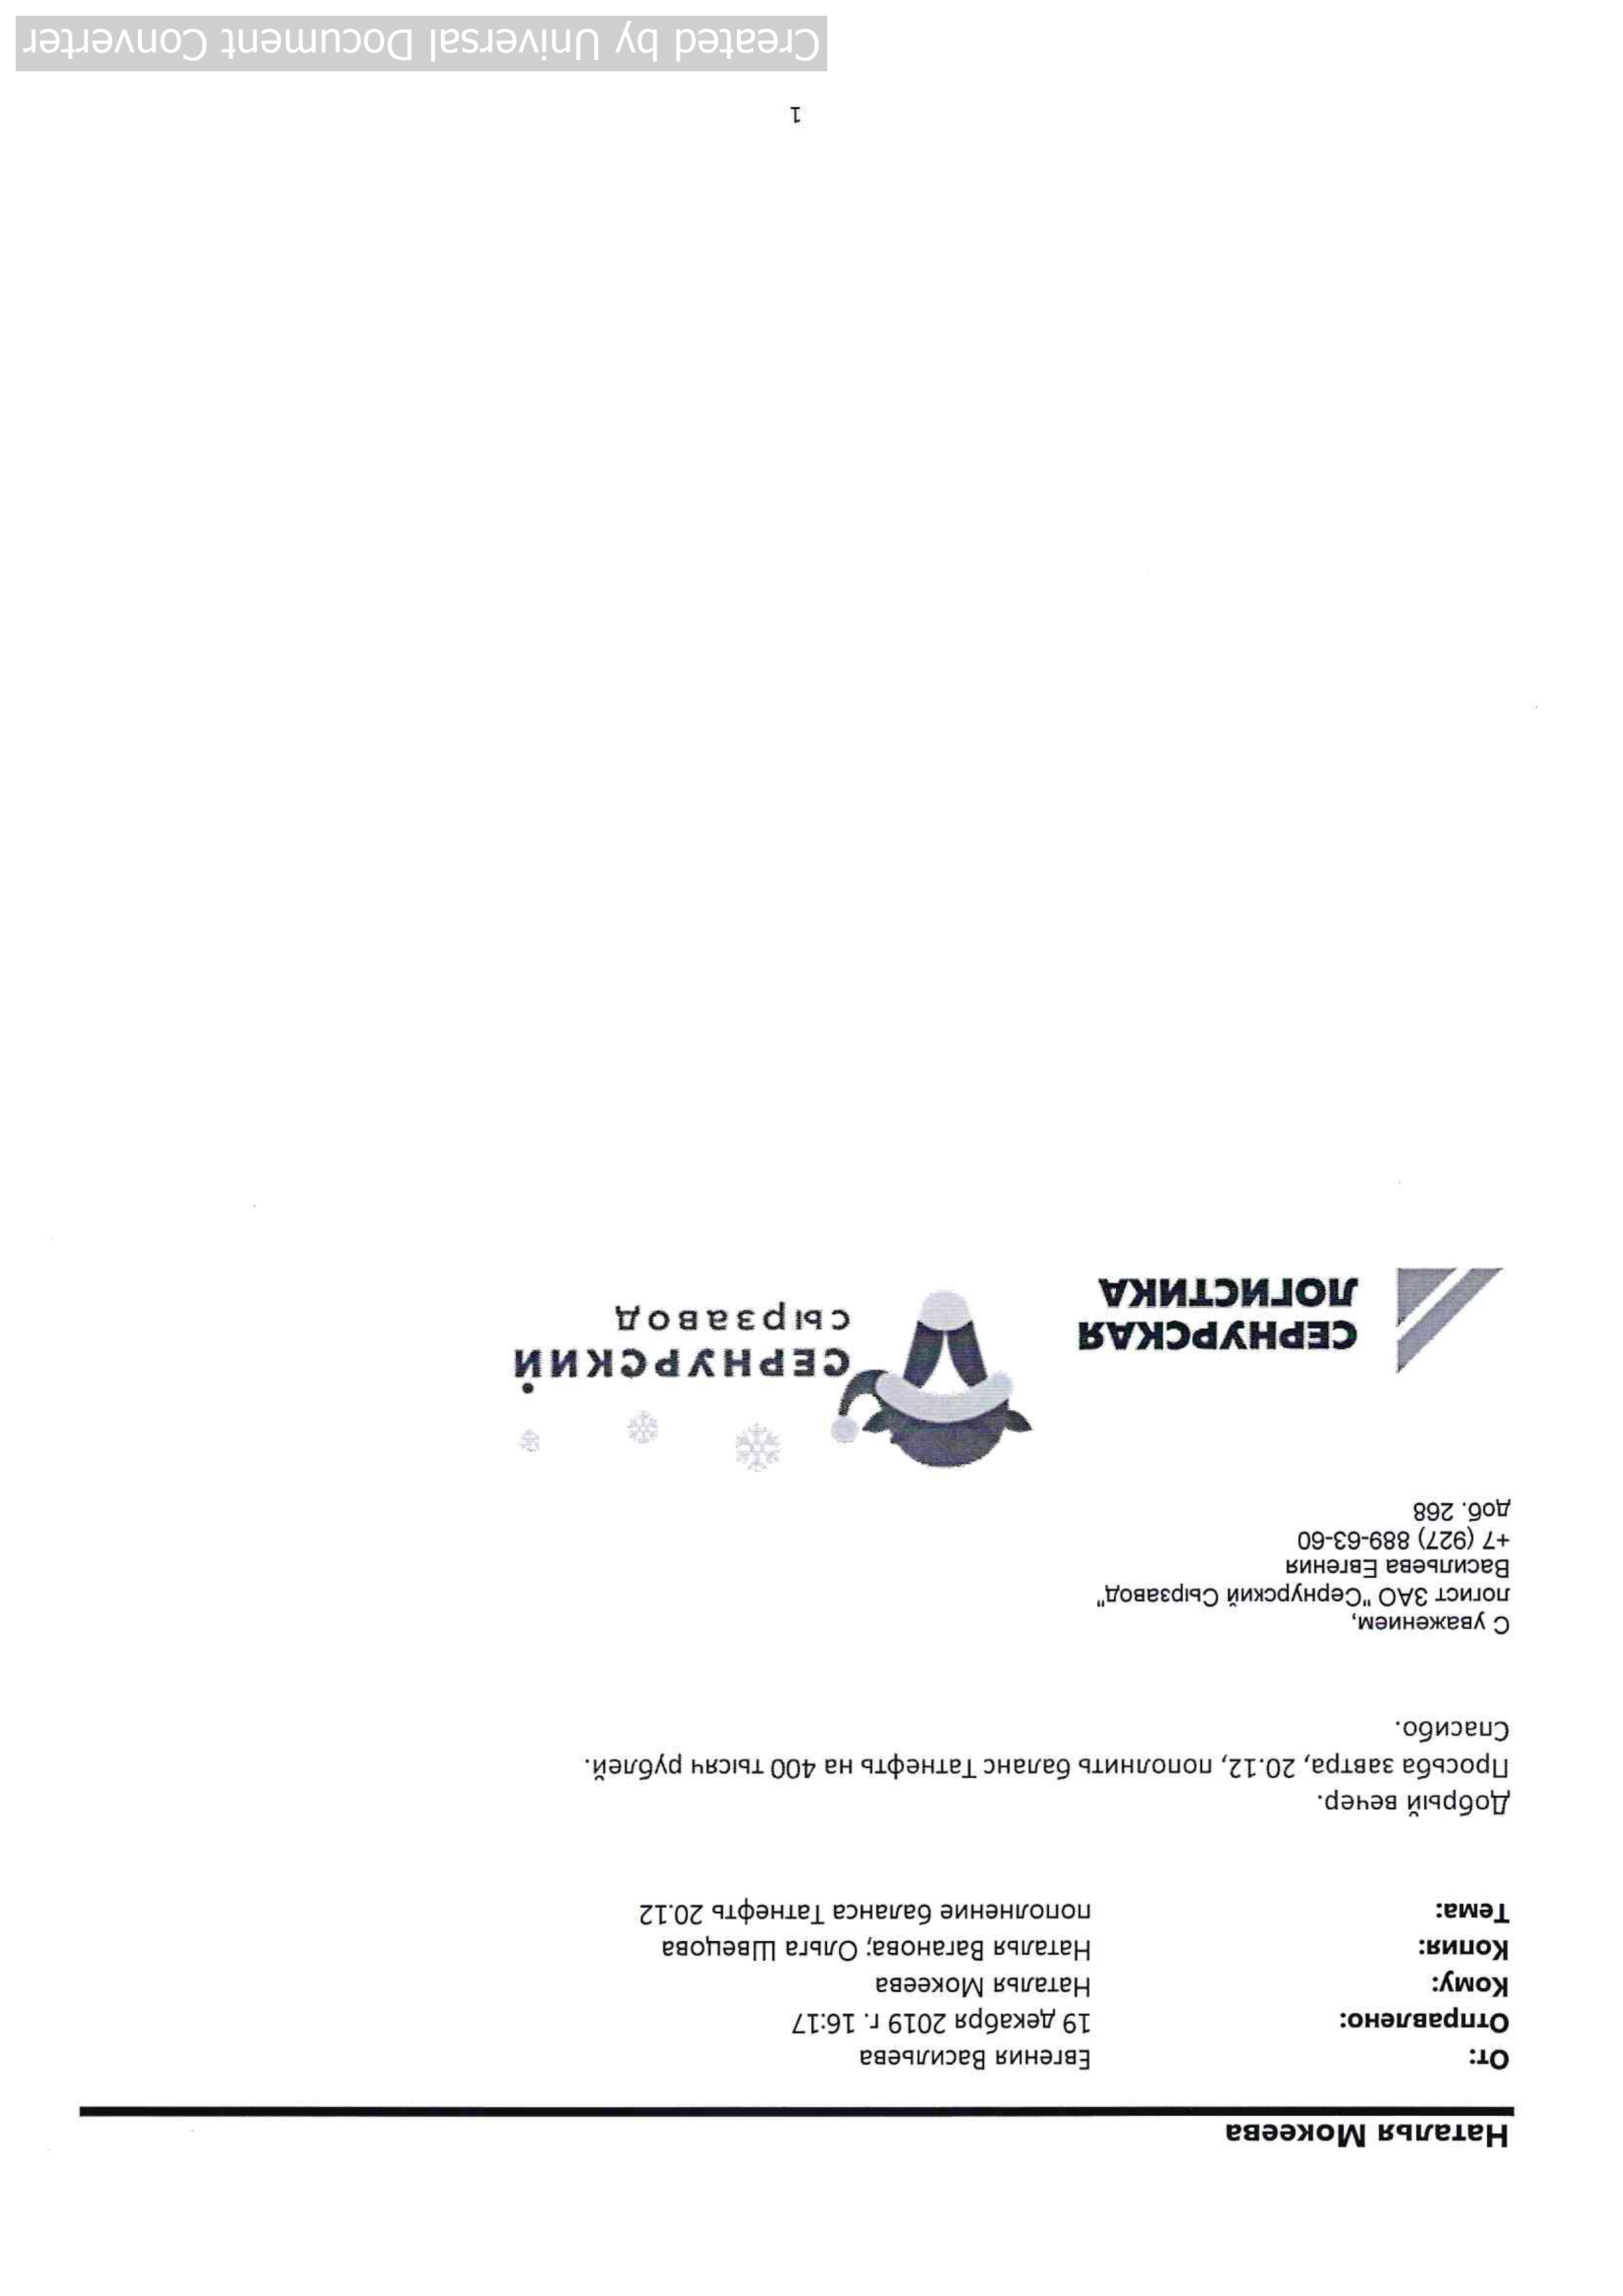 Наталья Мокеева
От: Евгения Васильева
Отправлено: 19 декабря 2019 г. 16:17
Кому: Наталья Мокеева
Копия: Наталья Ваганова; Ольга Швецова
Тема: пополнение баланса Татнефть 20.12
Добрый вечер.
Просьба завтра, 20.12, пополнить баланс Татнефть на 400 тысяч рублей.
Спасибо.
С уважением,
логист ЗАО "Сернурский Сырзавод"
Васильева Евгения
+7 (927) 889-63-60
доб. 268
СЕРНУРСКАЯ
ЛОГИСТИКА
СЕРНУРСКИЙ
сырзавод
1
Created by Universal Document Converter